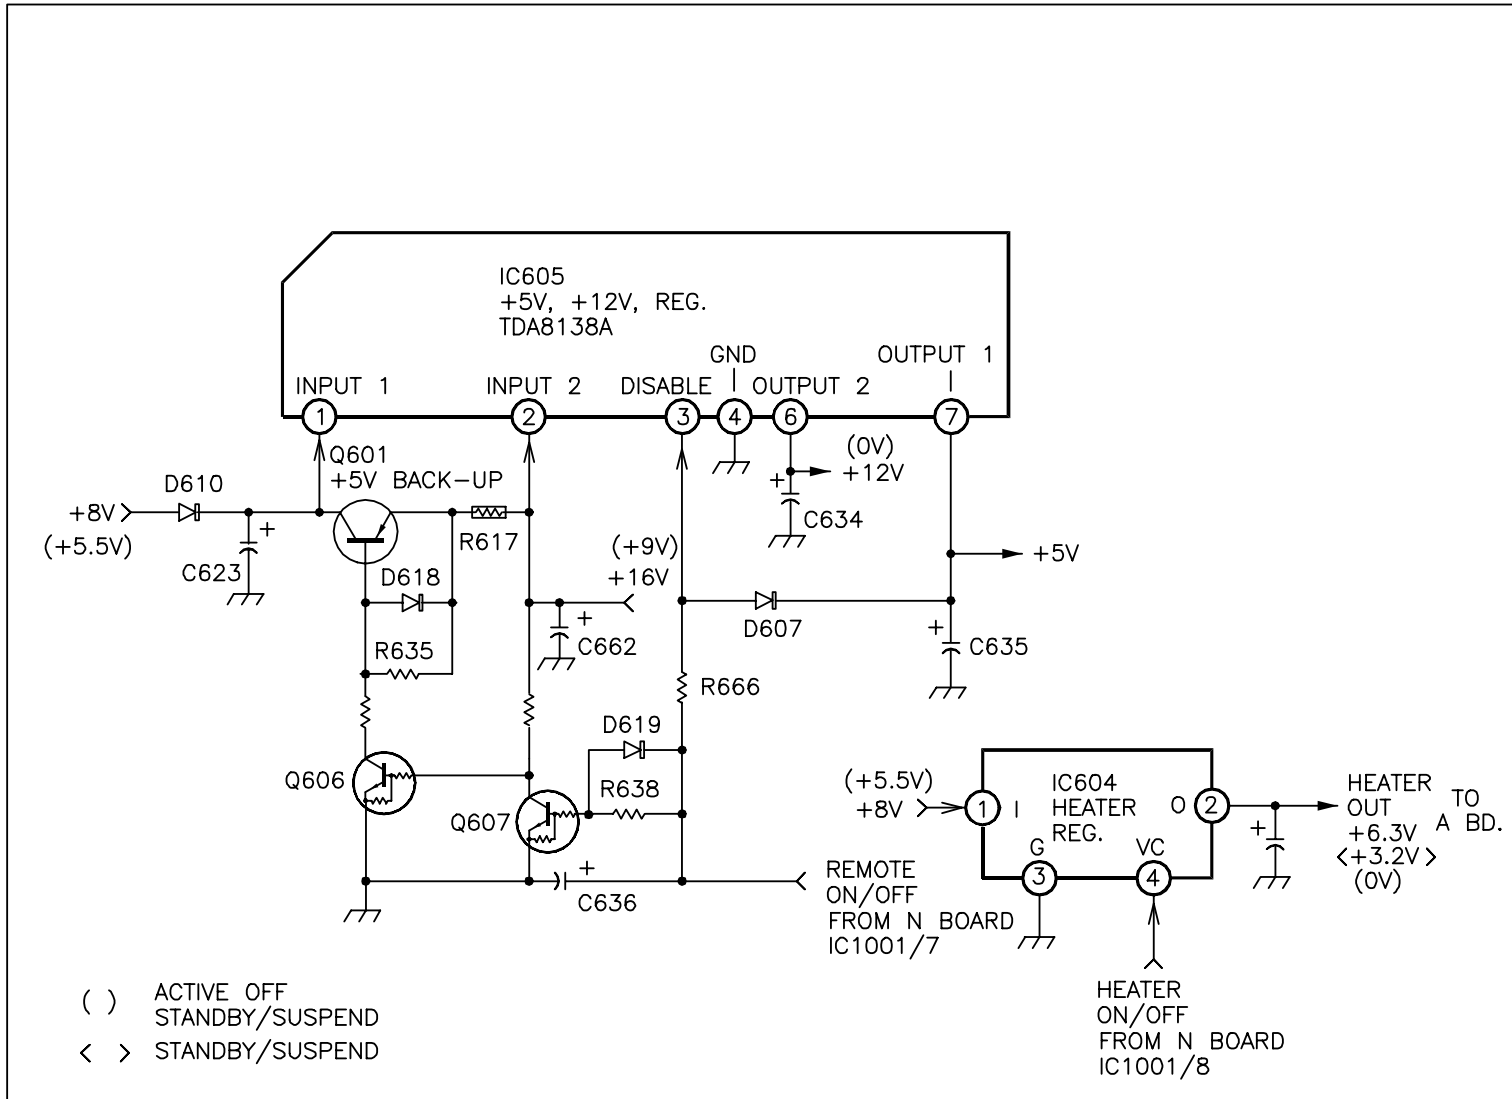 IC605
+5V, +12V, REG.
TDA8138A
GND
OUTPUT 1
INPUT 1
INPUT 2
DISABLE
OUTPUT 2
1
2
3
4
6
7
Q601
+5V BACK-UP
(0V)
+12V
D610
+8V
(+5.5V)
C623
R617
C634
(+9V)
+16V
+5V
D618
D607
R635
C662
C635
R666
D619
Q606
R638
Q607
C636
REMOTE
ON/OFF
FROM N BOARD
IC1001/7
(+5.5V)
+8V
1
I
IC604
HEATER
REG.
O
2
G
VC
3
4
HEATER
OUT
+6.3V
<+3.2V>
(0V)
TO
A BD.
HEATER
ON/OFF
FROM N BOARD
IC1001/8
( ) ACTIVE OFF
STANDBY/SUSPEND
< > STANDBY/SUSPEND